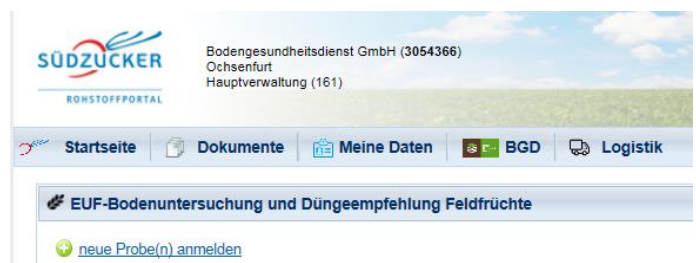 SÜDZUCKER
ROHSTOFFPORTAL
Bodengesundheitsdienst GmbH (3054366)
Ochsenfurt
Hauptverwaltung (161)
Startseite Dokumente Meine Daten BGD Logistik
EUF-Bodenuntersuchung und Düngeempfehlung Feldfrüchte
neue Probe(n) anmelden